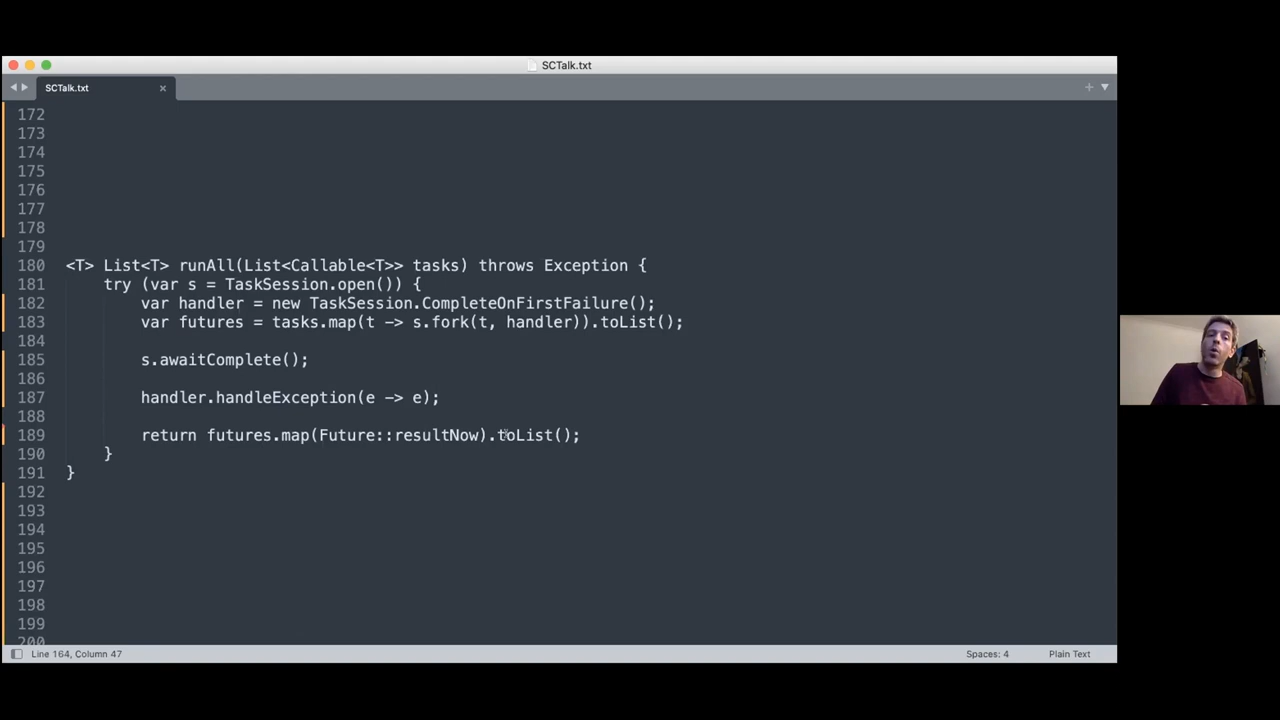 SCTalk.txt
SCTalk.txt
172
173
174
175
176
177
178
179
180 <T> List<T> runAll(List<Callable<T>> tasks) throws Exception {
181 try (var s = TaskSession.open()) {
182 var handler = new TaskSession.CompleteOnFirstFailure();
183 var futures = tasks.map(t -> s.fork(t, handler)).toList();
184
185 s.awaitComplete();
186
187 handler.handleException(e -> e);
188
189 return futures.map(Future::resultNow).toList();
190 }
191 }
192
193
194
195
196
197
198
199
200
Line 164, Column 47 Spaces: 4 Plain Text